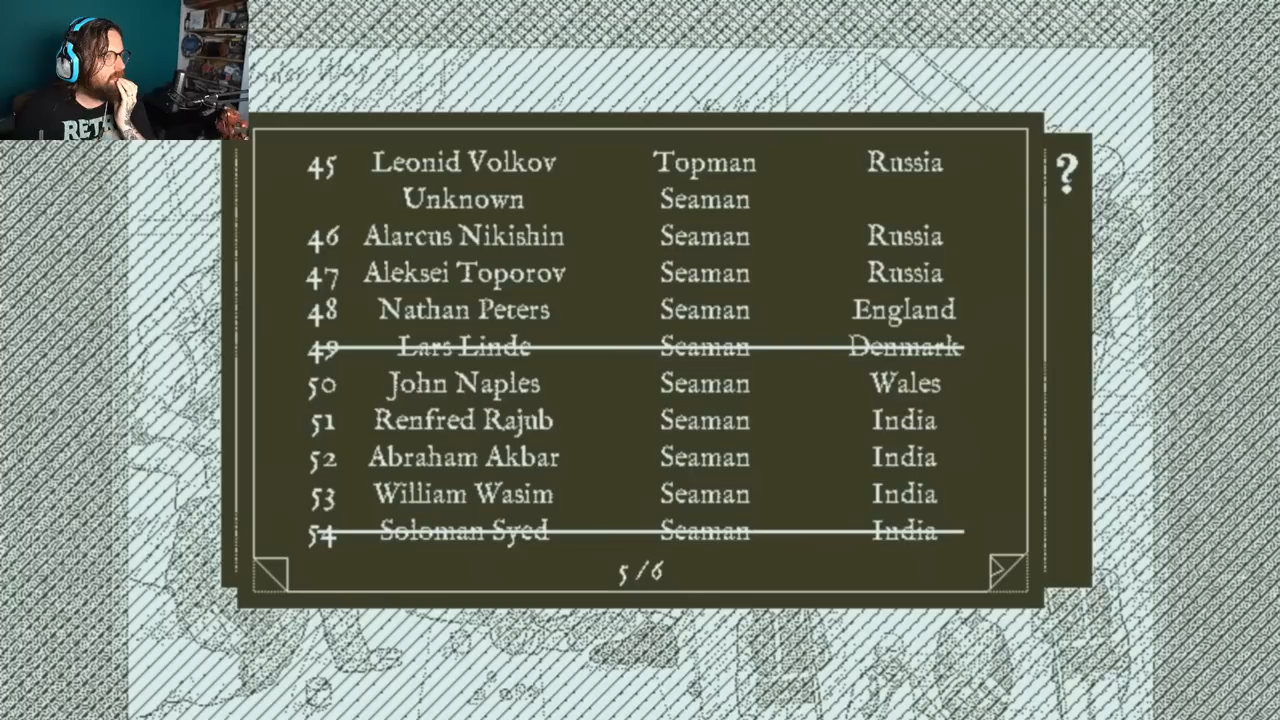 RET
45 Leonid Volkov Topman Russia
?
Unknown Seaman
46 Alarcus Nikishin Seaman Russia
47 Aleksei Toporov Seaman Russia
48 Nathan Peters Seaman England
49 Lars Linde Seaman Denmark
50 John Naples Seaman Wales
51 Renfred Rajub Seaman India
52 Abraham Akbar Seaman India
53 William Wasim Seaman India
54 Soloman Syed Seaman India
5/6